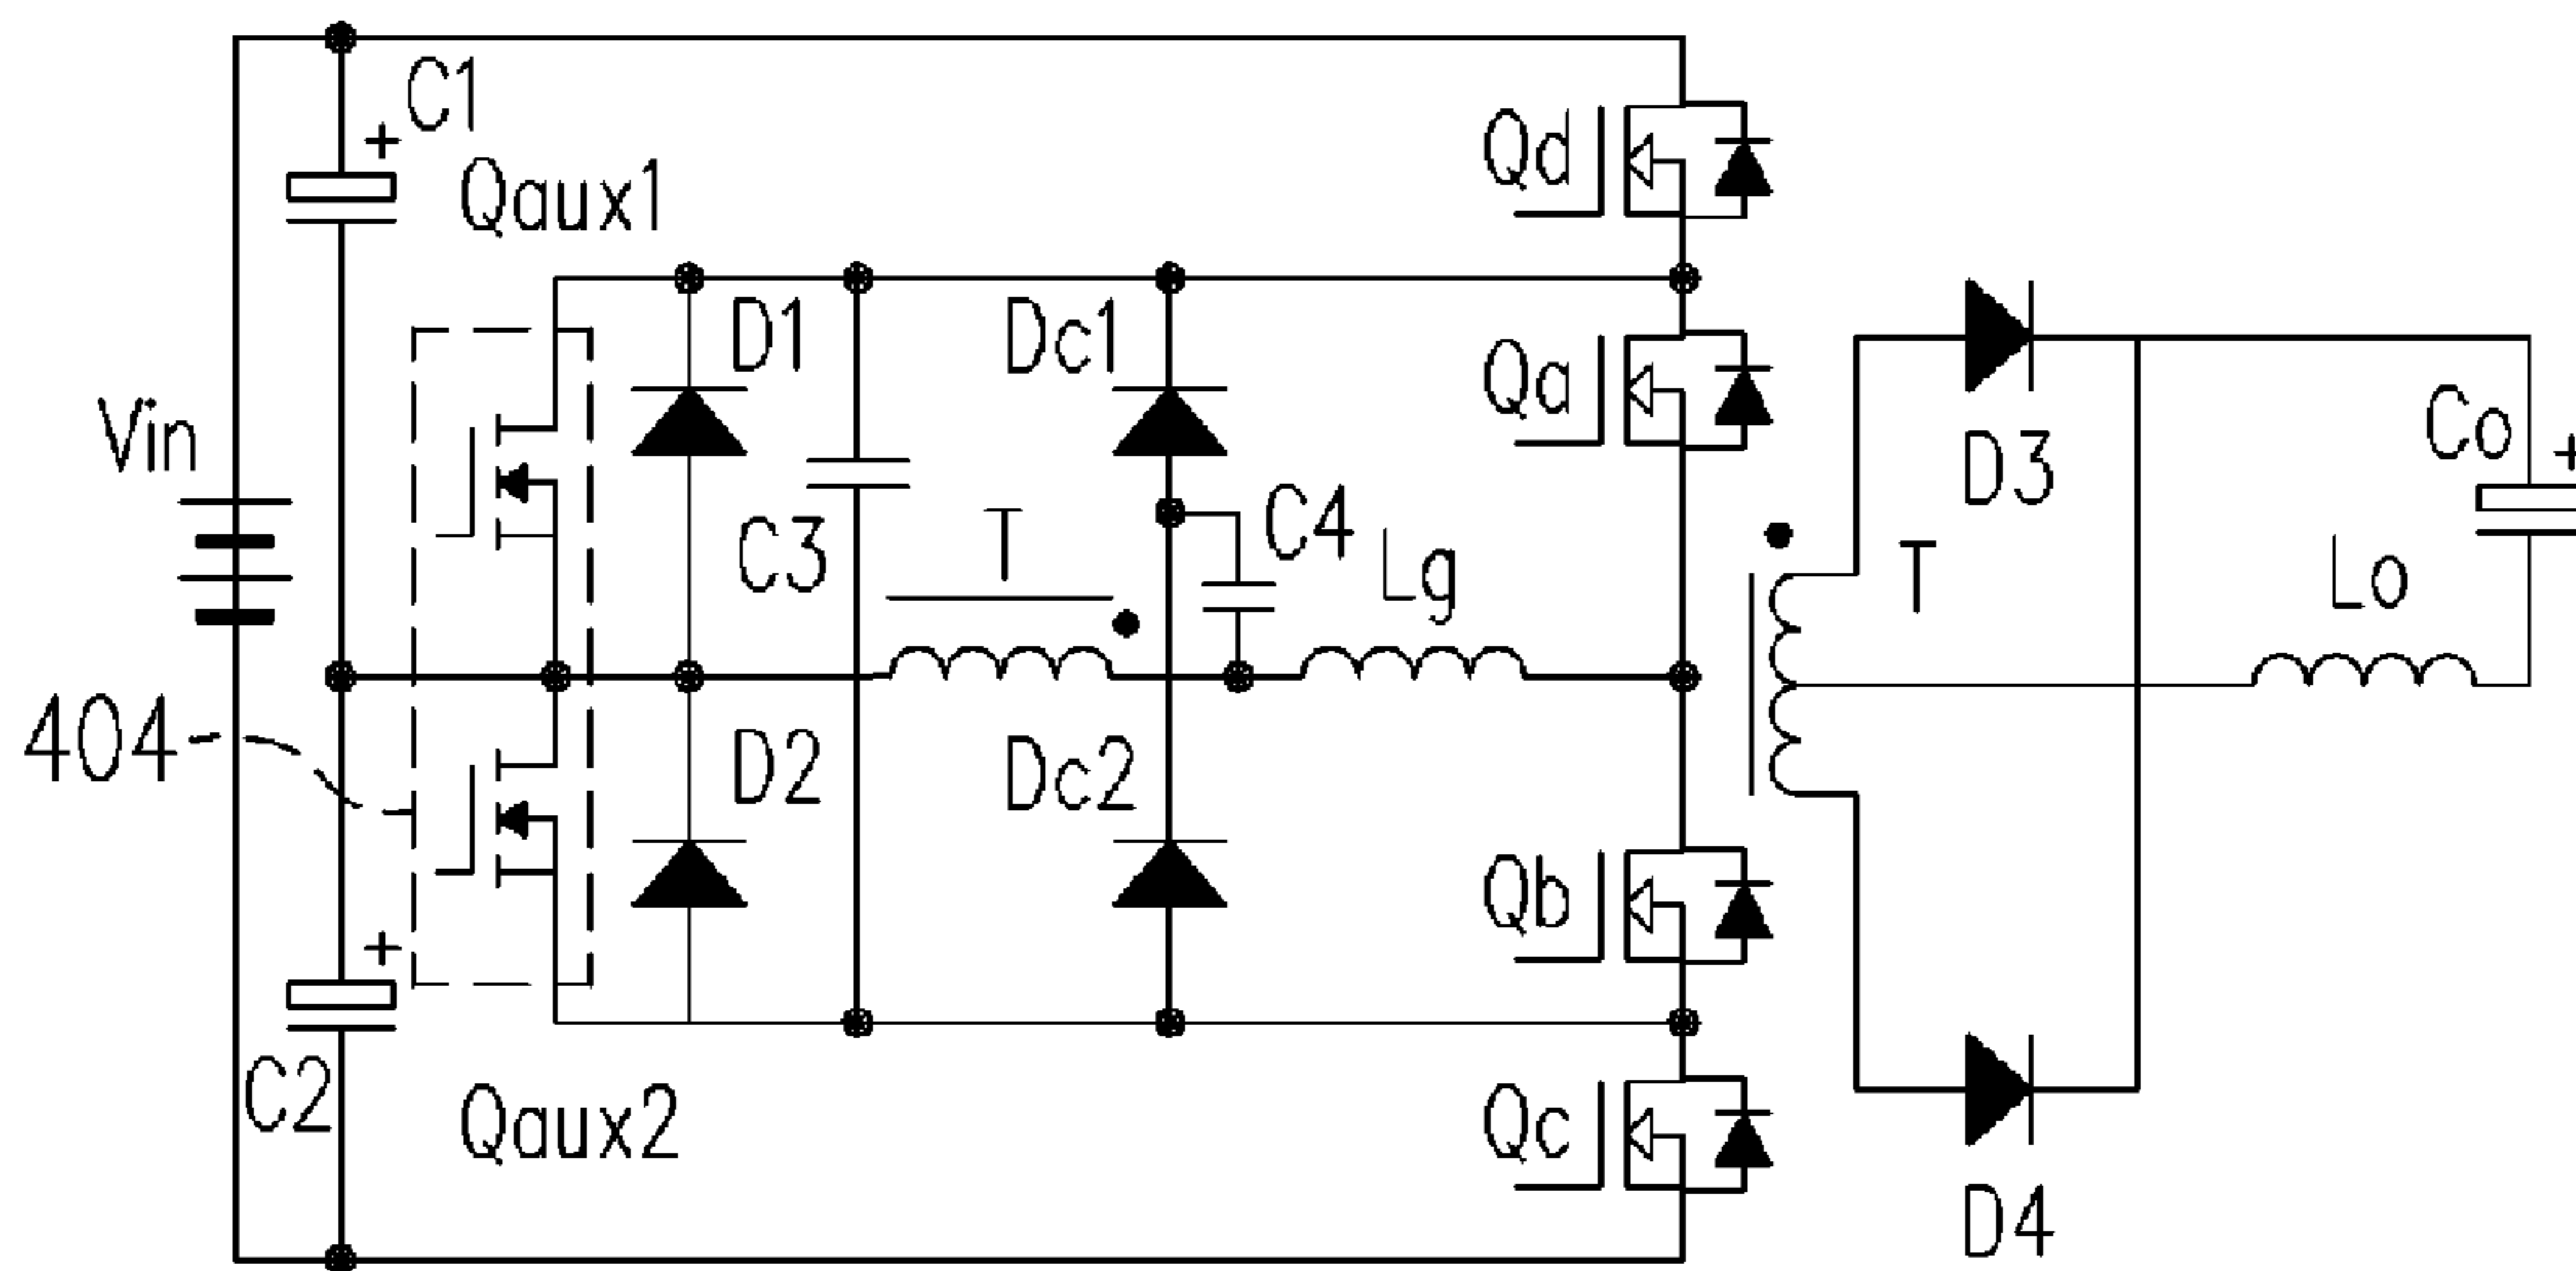 C1
+
Qaux1
Qd
D1
Dc1
Qa
Vin
D3
Co
+
C3
T
C4
Lg
T
Lo
404
D2
Dc2
Qb
+
C2
Qaux2
Qc
D4